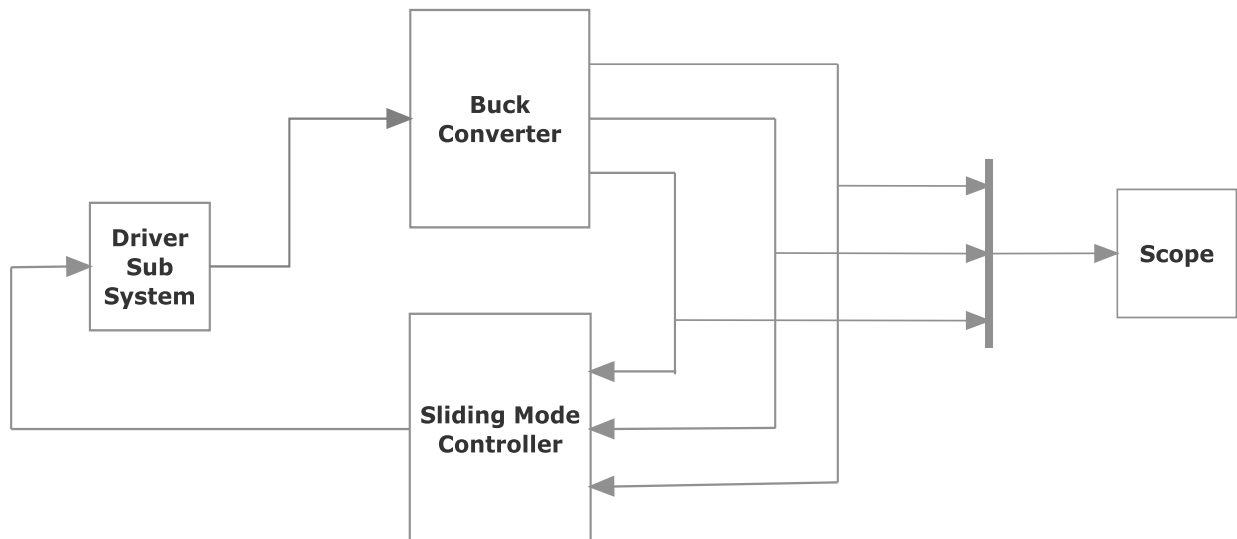 Buck
Converter
Driver
Sub
System
Scope
Sliding Mode
Controller